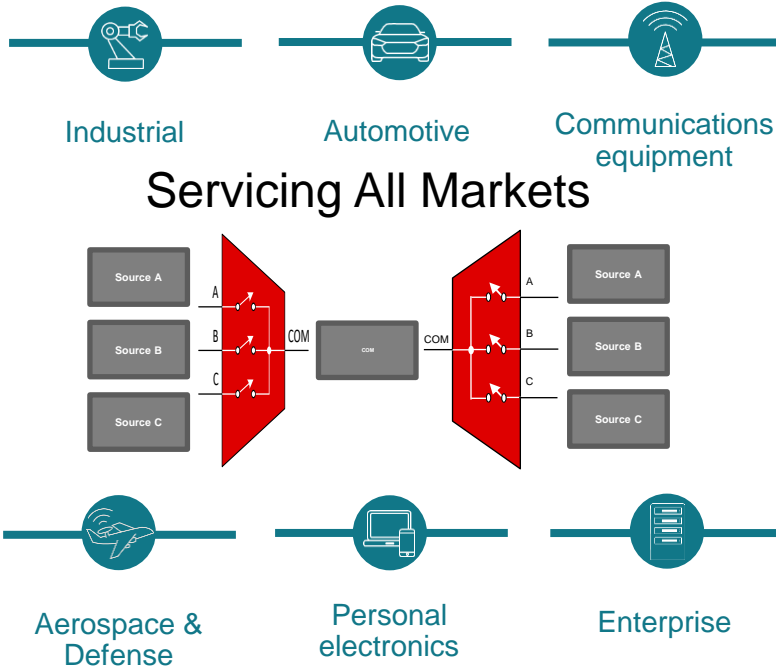 Industrial
Automotive
Communications
equipment
Servicing All Markets
Source A
Source B
Source C
A
B
C
COM
COM
COM
A
B
C
Source A
Source B
Source C
Aerospace &
Defense
Personal
electronics
Enterprise